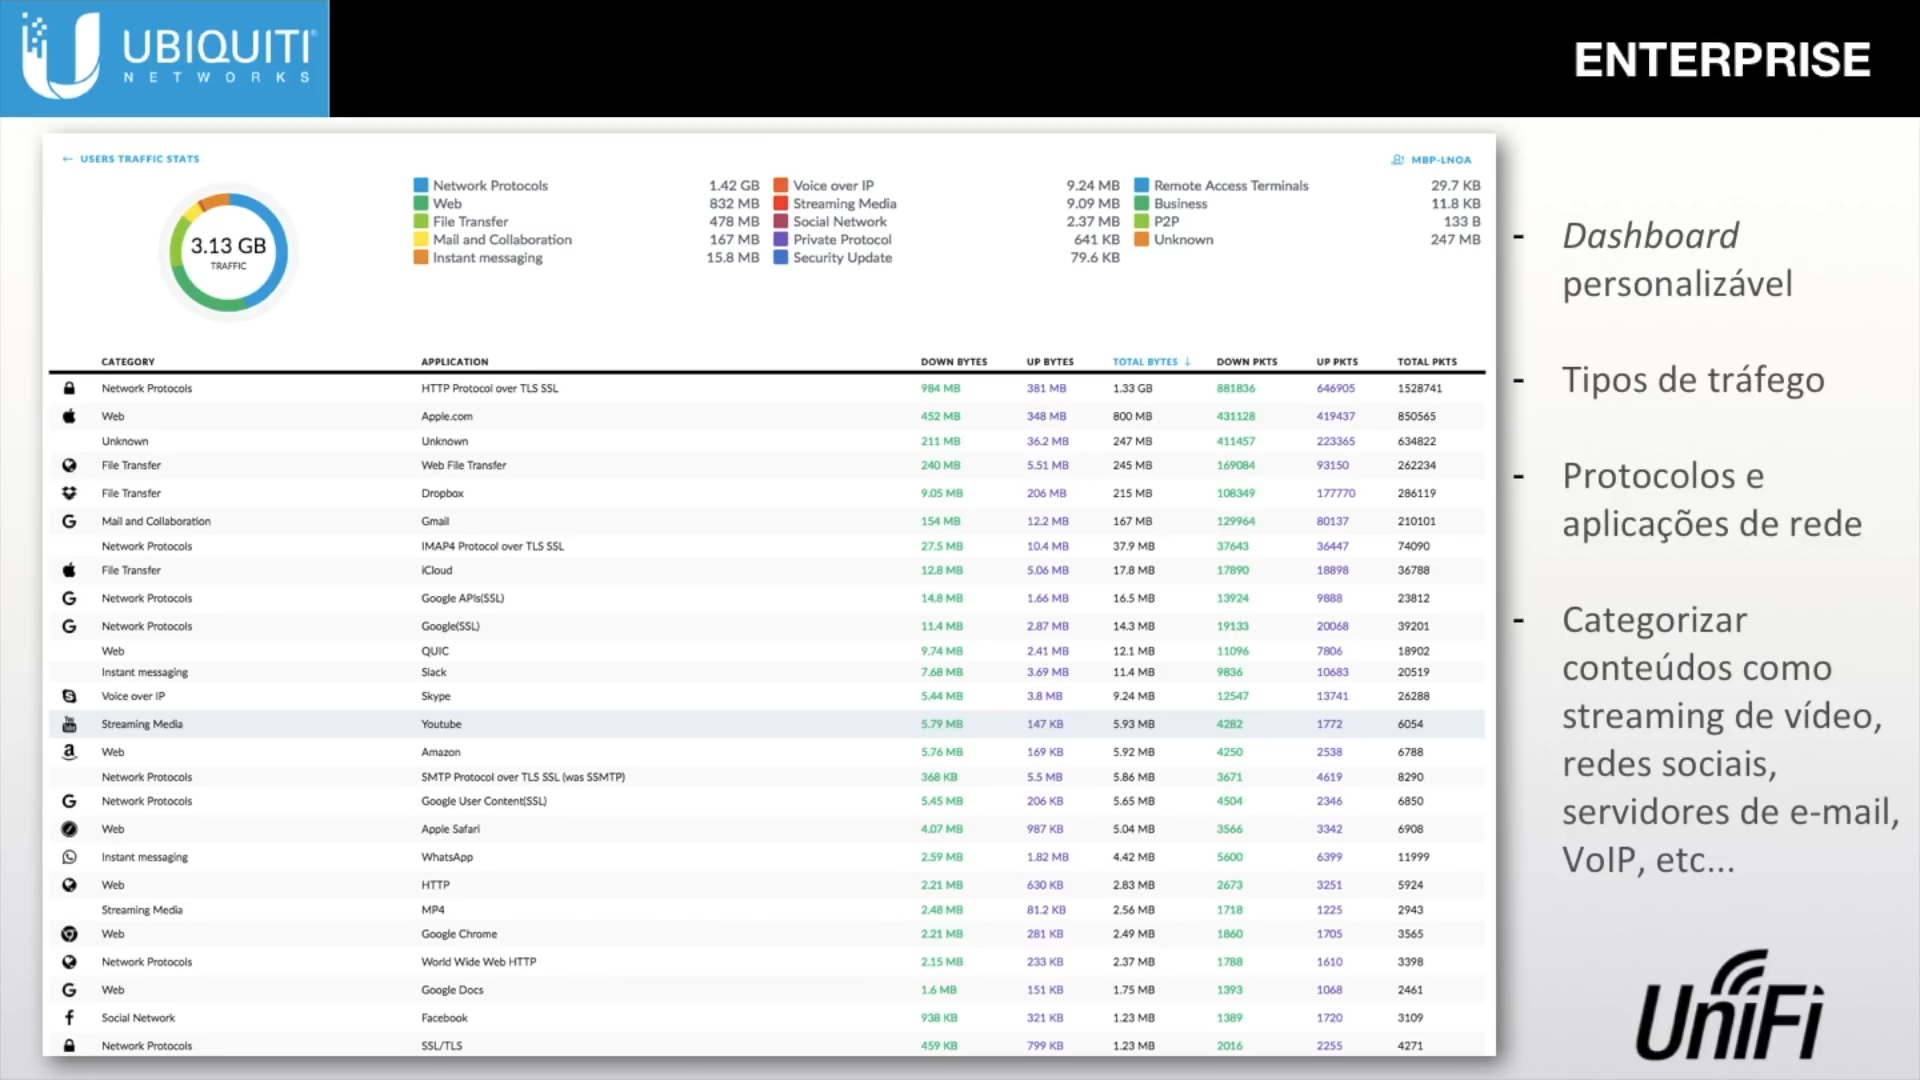 UBIQUITI
NETWORKS
ENTERPRISE
← USERS TRAFFIC STATS
MBP-LNOA
3.13 GB
TRAFFIC
Network Protocols 1.42 GB Voice over IP 9.24 MB Remote Access Terminals 29.7 KB
Web 832 MB Streaming Media 9.09 MB Business 11.8 KB
File Transfer 478 MB Social Network 2.37 MB P2P 133 B
Mail and Collaboration 167 MB Private Protocol 641 KB Unknown 247 MB
Instant messaging 15.8 MB Security Update 79.6 KB
CATEGORY APPLICATION DOWN BYTES UP BYTES TOTAL BYTES ↓ DOWN PKTS UP PKTS TOTAL PKTS
Network Protocols HTTP Protocol over TLS SSL 984 MB 381 MB 1.33 GB 881836 646905 1528741
Web Apple.com 452 MB 348 MB 800 MB 431128 419437 850565
Unknown Unknown 211 MB 36.2 MB 247 MB 411457 223365 634822
File Transfer Web File Transfer 240 MB 5.51 MB 245 MB 169084 93150 262234
File Transfer Dropbox 9.05 MB 206 MB 215 MB 108349 177770 286119
Mail and Collaboration Gmail 154 MB 12.2 MB 167 MB 129964 80137 210101
Network Protocols IMAP4 Protocol over TLS SSL 27.5 MB 10.4 MB 37.9 MB 37643 36447 74090
File Transfer iCloud 12.8 MB 5.06 MB 17.8 MB 17890 18898 36788
Network Protocols Google APIs(SSL) 14.8 MB 1.66 MB 16.5 MB 13924 9888 23812
Network Protocols Google(SSL) 11.4 MB 2.87 MB 14.3 MB 19133 20068 39201
Web QUIC 9.74 MB 2.41 MB 12.1 MB 11096 7806 18902
Instant messaging Slack 7.68 MB 3.69 MB 11.4 MB 9836 10683 20519
Voice over IP Skype 5.44 MB 3.8 MB 9.24 MB 12547 13741 26288
Streaming Media Youtube 5.79 MB 147 KB 5.93 MB 4282 1772 6054
Web Amazon 5.76 MB 169 KB 5.92 MB 4250 2538 6788
Network Protocols SMTP Protocol over TLS SSL (was SSMTP) 368 KB 5.5 MB 5.86 MB 3671 4619 8290
Network Protocols Google User Content(SSL) 5.45 MB 206 KB 5.65 MB 4504 2346 6850
Web Apple Safari 4.07 MB 987 KB 5.04 MB 3566 3342 6908
Instant messaging WhatsApp 2.59 MB 1.82 MB 4.42 MB 5600 6399 11999
Web HTTP 2.21 MB 630 KB 2.83 MB 2673 3251 5924
Streaming Media MP4 2.48 MB 81.2 KB 2.56 MB 1718 1225 2943
Web Google Chrome 2.21 MB 281 KB 2.49 MB 1860 1705 3565
Network Protocols World Wide Web HTTP 2.15 MB 233 KB 2.37 MB 1788 1610 3398
Web Google Docs 1.6 MB 151 KB 1.75 MB 1393 1068 2461
Social Network Facebook 938 KB 321 KB 1.23 MB 1389 1720 3109
Network Protocols SSL/TLS 459 KB 799 KB 1.23 MB 2016 2255 4271
- Dashboard
personalizável
- Tipos de tráfego
- Protocolos e
aplicações de rede
- Categorizar
conteúdos como
streaming de vídeo,
redes sociais,
servidores de e-mail,
VoIP, etc...
UniFi